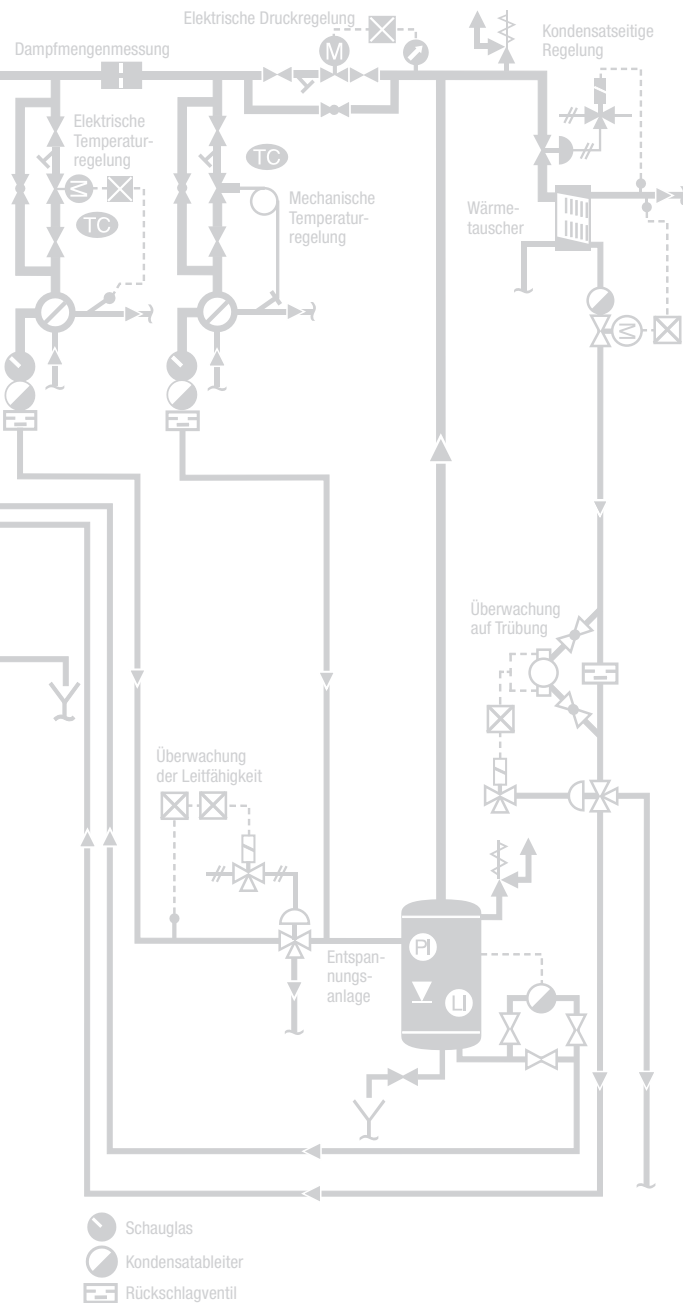 Elektrische Druckregelung
Dampfmengenmessung
M
Kondensatseitige
Regelung
Elektrische
Temperatur-
regelung
M
TC
TC
Mechanische
Temperatur-
regelung
Wärme-
tauscher
M
Überwachung
auf Trübung
Überwachung
der Leitfähigkeit
Entspan-
nungs-
anlage
PI
LI
Schauglas
Kondensatableiter
Rückschlagventil